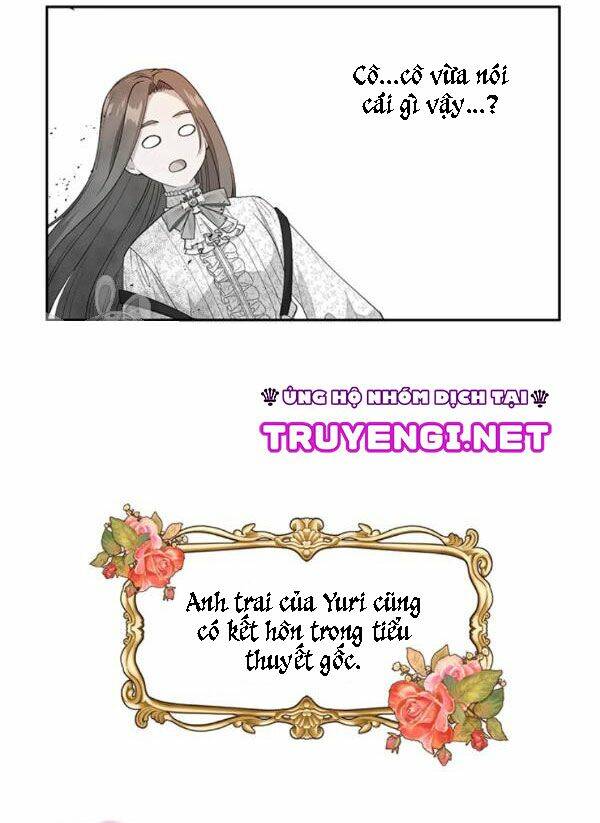 Cô...cô vừa nói
cái gì vậy...?
ỦNG HỘ NHÓM DỊCH TẠI
TRUYENGI.NET
Anh trai của Yuri cũng
có kết hôn trong tiểu
thuyết gốc.